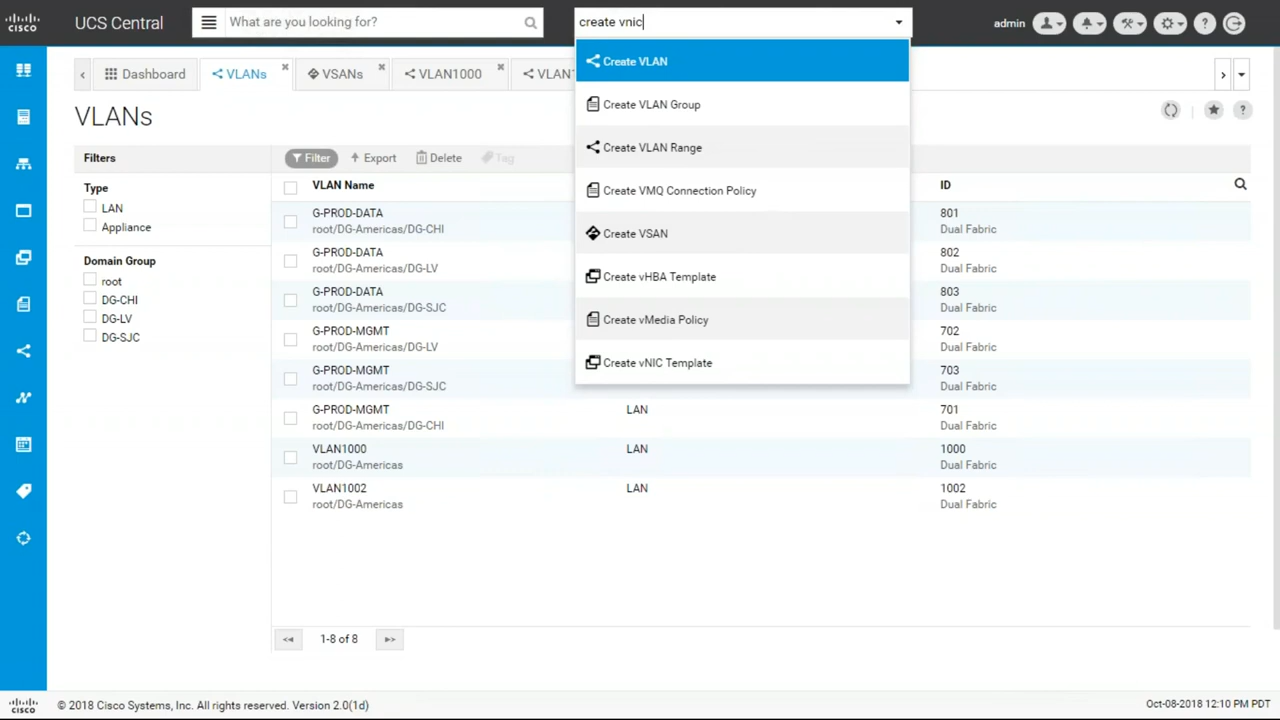 cisco
UCS Central
What are you looking for?
create vnic
admin
Dashboard
VLANs
VSANs
VLAN1000
VLAN1
Create VLAN
Create VLAN Group
Create VLAN Range
Create VMQ Connection Policy
Create VSAN
Create vHBA Template
Create vMedia Policy
Create vNIC Template
VLANs
Filters
Type
LAN
Appliance
Domain Group
root
DG-CHI
DG-LV
DG-SJC
Filter
Export
Delete
Tag
VLAN Name
ID
G-PROD-DATA
801
root/DG-Americas/DG-CHI
Dual Fabric
G-PROD-DATA
802
root/DG-Americas/DG-LV
Dual Fabric
G-PROD-DATA
803
root/DG-Americas/DG-SJC
Dual Fabric
G-PROD-MGMT
702
root/DG-Americas/DG-LV
Dual Fabric
G-PROD-MGMT
703
root/DG-Americas/DG-SJC
Dual Fabric
G-PROD-MGMT
LAN
701
root/DG-Americas/DG-CHI
Dual Fabric
VLAN1000
LAN
1000
root/DG-Americas
Dual Fabric
VLAN1002
LAN
1002
root/DG-Americas
Dual Fabric
1-8 of 8
cisco
© 2018 Cisco Systems, Inc. All rights reserved. Version 2.0(1d)
Oct-08-2018 12:10 PM PDT